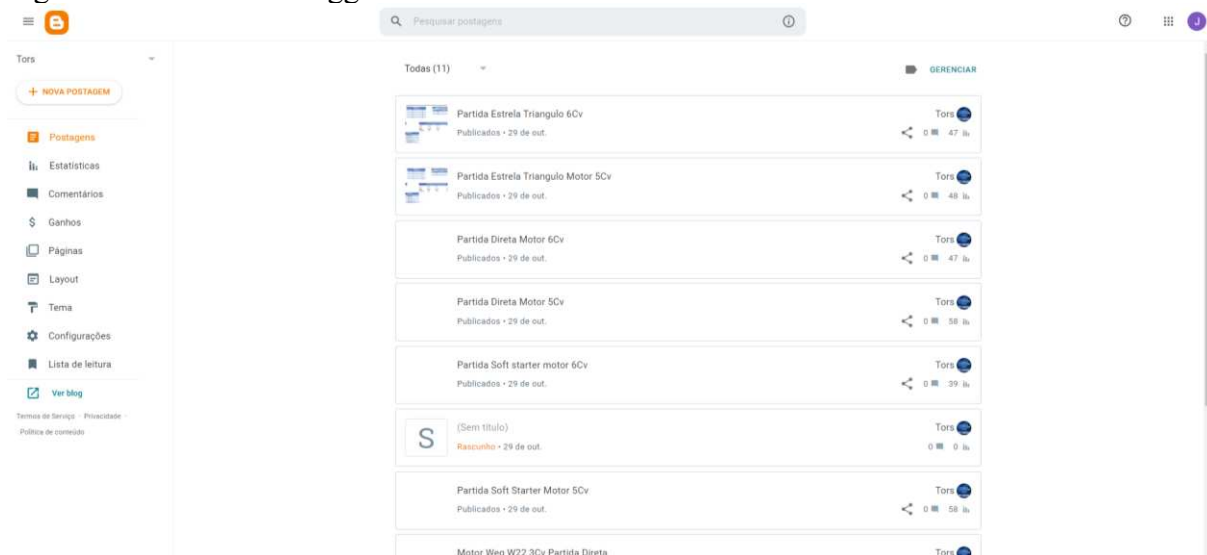 Pesquisar postagens
J
Tors
NOVA POSTAGEM
Postagens
Estatísticas
Comentários
$ Ganhos
Páginas
Layout
Tema
Configurações
Lista de leitura
Ver blog
Termos de Serviço · Privacidade ·
Política de conteúdo
Todas (11)
GERENCIAR
Partida Estrela Triangulo 6Cv Tors
Publicados • 29 de out. 0 47
Partida Estrela Triangulo Motor 5Cv Tors
Publicados • 29 de out. 0 48
Partida Direta Motor 6Cv Tors
Publicados • 29 de out. 0 47
Partida Direta Motor 5Cv Tors
Publicados • 29 de out. 0 58
Partida Soft starter motor 6Cv Tors
Publicados • 29 de out. 0 39
S
(Sem título) Tors
Rascunho • 29 de out. 0 0
Partida Soft Starter Motor 5Cv Tors
Publicados • 29 de out. 0 58
Motor Weg W22 3Cv Partida Direta Tors